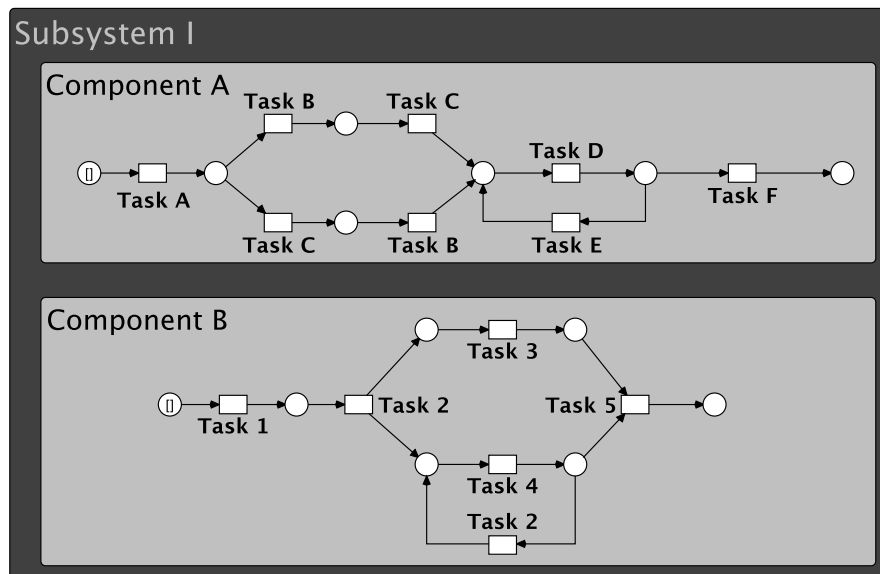 Subsystem I
Component A
Task B
Task C
Task D
[]
Task A
Task F
Task C
Task B
Task E
Component B
Task 3
[]
Task 1
Task 2
Task 5
Task 4
Task 2